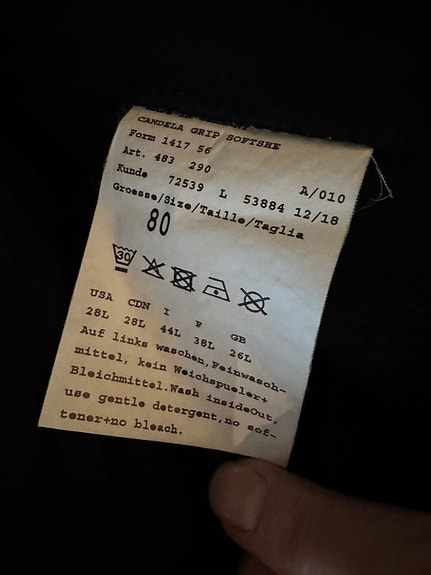 CANDELA GRIP SOFTSHE
Form 1417 56
Art. 483 290 A/010
Kunde 72539 L 53884 12/18
Groesse/Size/Taille/Taglia
80
30
USA CDN I F GB
28L 28L 44L 38L 26L
Auf links waschen,Feinwasch-
mittel, kein Weichspueler+
Bleichmittel.Wash insideOut,
use gentle detergent,no sof-
tener+no bleach.